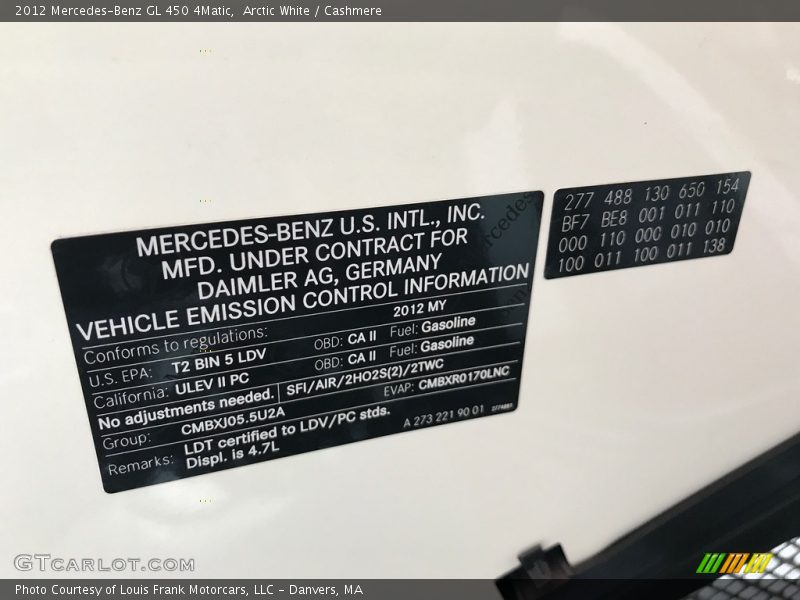 2012 Mercedes-Benz GL 450 4Matic, Arctic White / Cashmere
MERCEDES-BENZ U.S. INTL., INC.
MFD. UNDER CONTRACT FOR
DAIMLER AG, GERMANY
VEHICLE EMISSION CONTROL INFORMATION
Conforms to regulations: 2012 MY
U.S. EPA: T2 BIN 5 LDV OBD: CA II Fuel: Gasoline
California: ULEV II PC OBD: CA II Fuel: Gasoline
No adjustments needed. SFI/AIR/2HO2S(2)/2TWC
Group: CMBXJ05.5U2A EVAP: CMBXR0170LNC
Remarks: LDT certified to LDV/PC stds.
Displ. is 4.7L
A 273 221 90 01
277 488 130 650 154
BF7 BE8 001 011 110
000 110 000 010 010
100 011 100 011 138
GTcarlot.com
Photo Courtesy of Louis Frank Motorcars, LLC - Danvers, MA